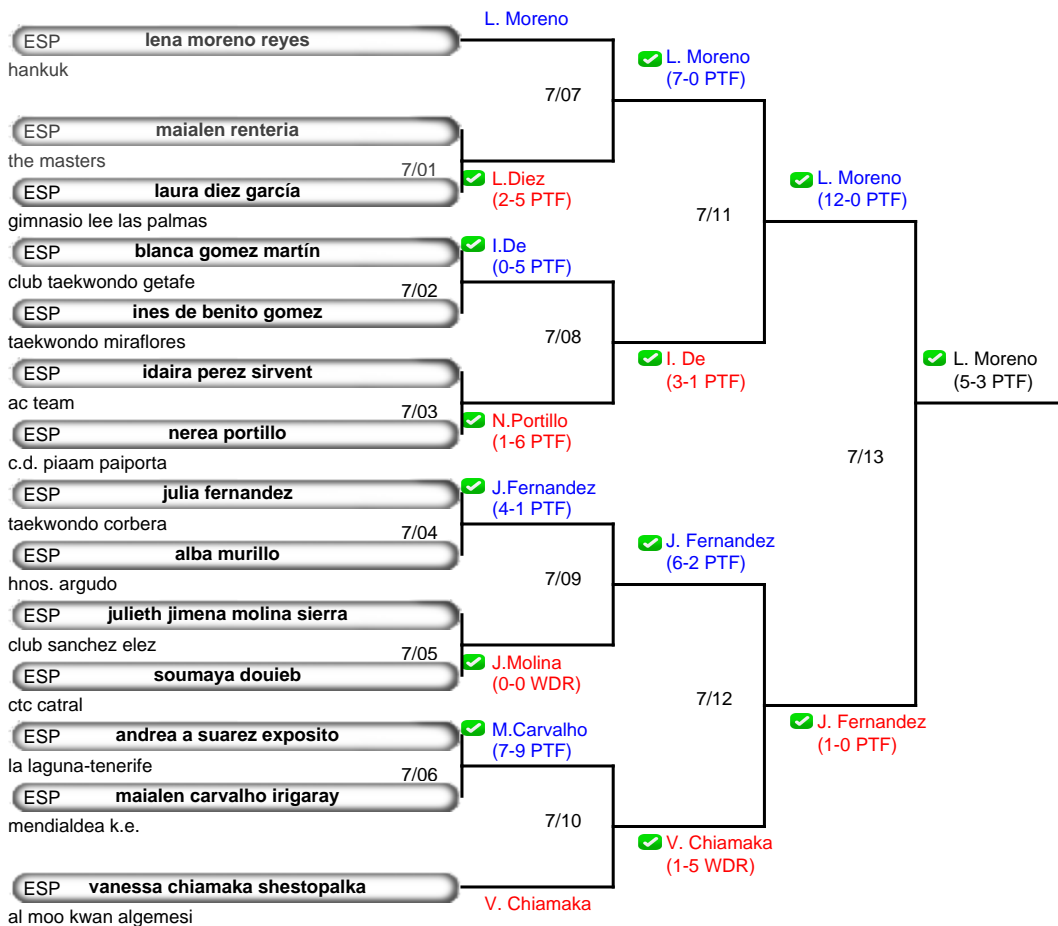 L. Moreno
ESP lena moreno reyes
hankuk
L. Moreno
(7-0 PTF)
7/07
ESP maialen renteria
the masters
7/01
ESP laura diez garcía
L.Diez
(2-5 PTF)
gimnasio lee las palmas
L. Moreno
(12-0 PTF)
7/11
ESP blanca gomez martín
I.De
(0-5 PTF)
club taekwondo getafe
7/02
ESP ines de benito gomez
taekwondo miraflores
7/08
ESP idaira perez sirvent
I. De
(3-1 PTF)
L. Moreno
(5-3 PTF)
ac team
7/03
ESP nerea portillo
N.Portillo
(1-6 PTF)
c.d. piaam paiporta
7/13
ESP julia fernandez
J.Fernandez
(4-1 PTF)
taekwondo corbera
7/04
ESP alba murillo
J. Fernandez
(6-2 PTF)
hnos. argudo
7/09
ESP julieth jimena molina sierra
club sanchez elez
7/05
ESP soumaya douieb
J.Molina
(0-0 WDR)
ctc catral
7/12
ESP andrea a suarez exposito
M.Carvalho
(7-9 PTF)
J. Fernandez
(1-0 PTF)
la laguna-tenerife
7/06
ESP maialen carvalho irigaray
mendialdea k.e.
7/10
V. Chiamaka
(1-5 WDR)
ESP vanessa chiamaka shestopalka
V. Chiamaka
al moo kwan algemesi